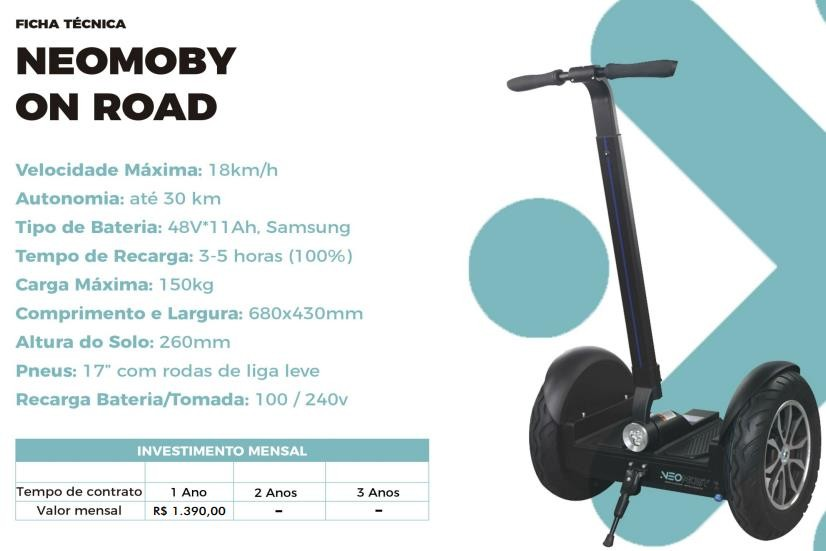 FICHA TÉCNICA
NEOMOBY
ON ROAD
Velocidade Máxima: 18km/h
Autonomia: até 30 km
Tipo de Bateria: 48V*11Ah, Samsung
Tempo de Recarga: 3-5 horas (100%)
Carga Máxima: 150kg
Comprimento e Largura: 680x430mm
Altura do Solo: 260mm
Pneus: 17" com rodas de liga leve
Recarga Bateria/Tomada: 100 / 240v
INVESTIMENTO MENSAL
Tempo de contrato 1 Ano 2 Anos 3 Anos
Valor mensal R$ 1.390,00 - -
NEOMOBY